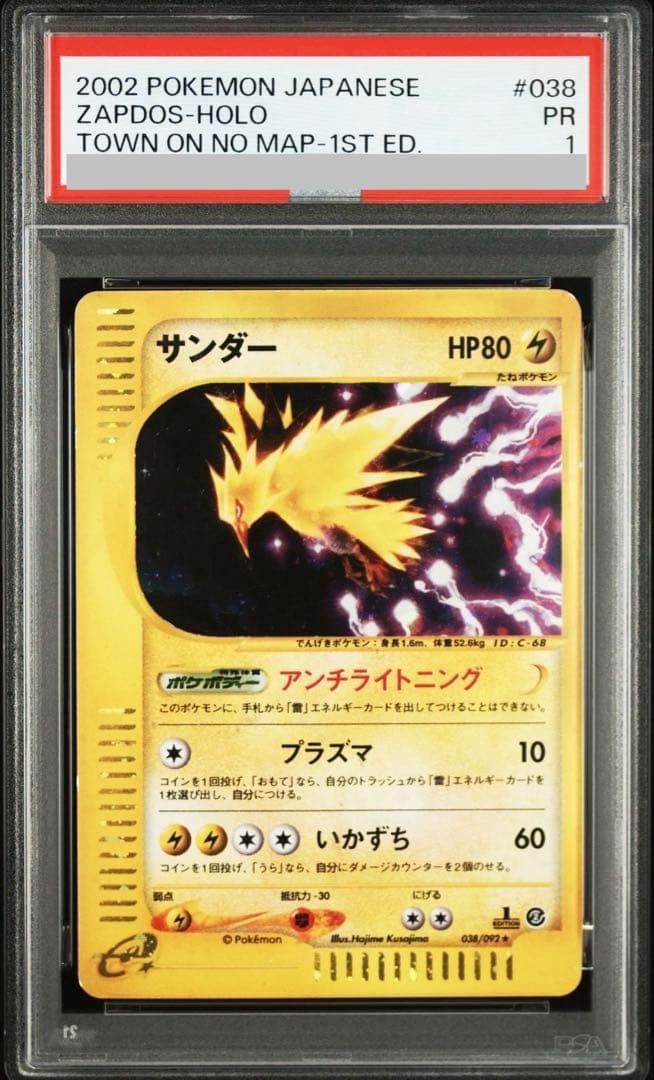 2002 POKEMON JAPANESE #038
ZAPDOS-HOLO PR
TOWN ON NO MAP-1ST ED. 1
サンダー HP80
たねポケモン
でんげきポケモン：身長1.6m、体重52.6kg ID：C-68
特殊体質
ポケボディー アンチライトニング
このポケモンに、手札から「雷」エネルギーカードを出してつけることはできない。
プラズマ 10
コインを1回投げ、「おもて」なら、自分のトラッシュから「雷」エネルギーカードを
1枚選び出し、自分につける。
いかずち 60
コインを1回投げ、「うら」なら、自分にダメージカウンターを2個のせる。
弱点 抵抗力-30 にげる
1
EDITION
© Pokémon Illus.Hajime Kusajima 038/092★
e
PSA